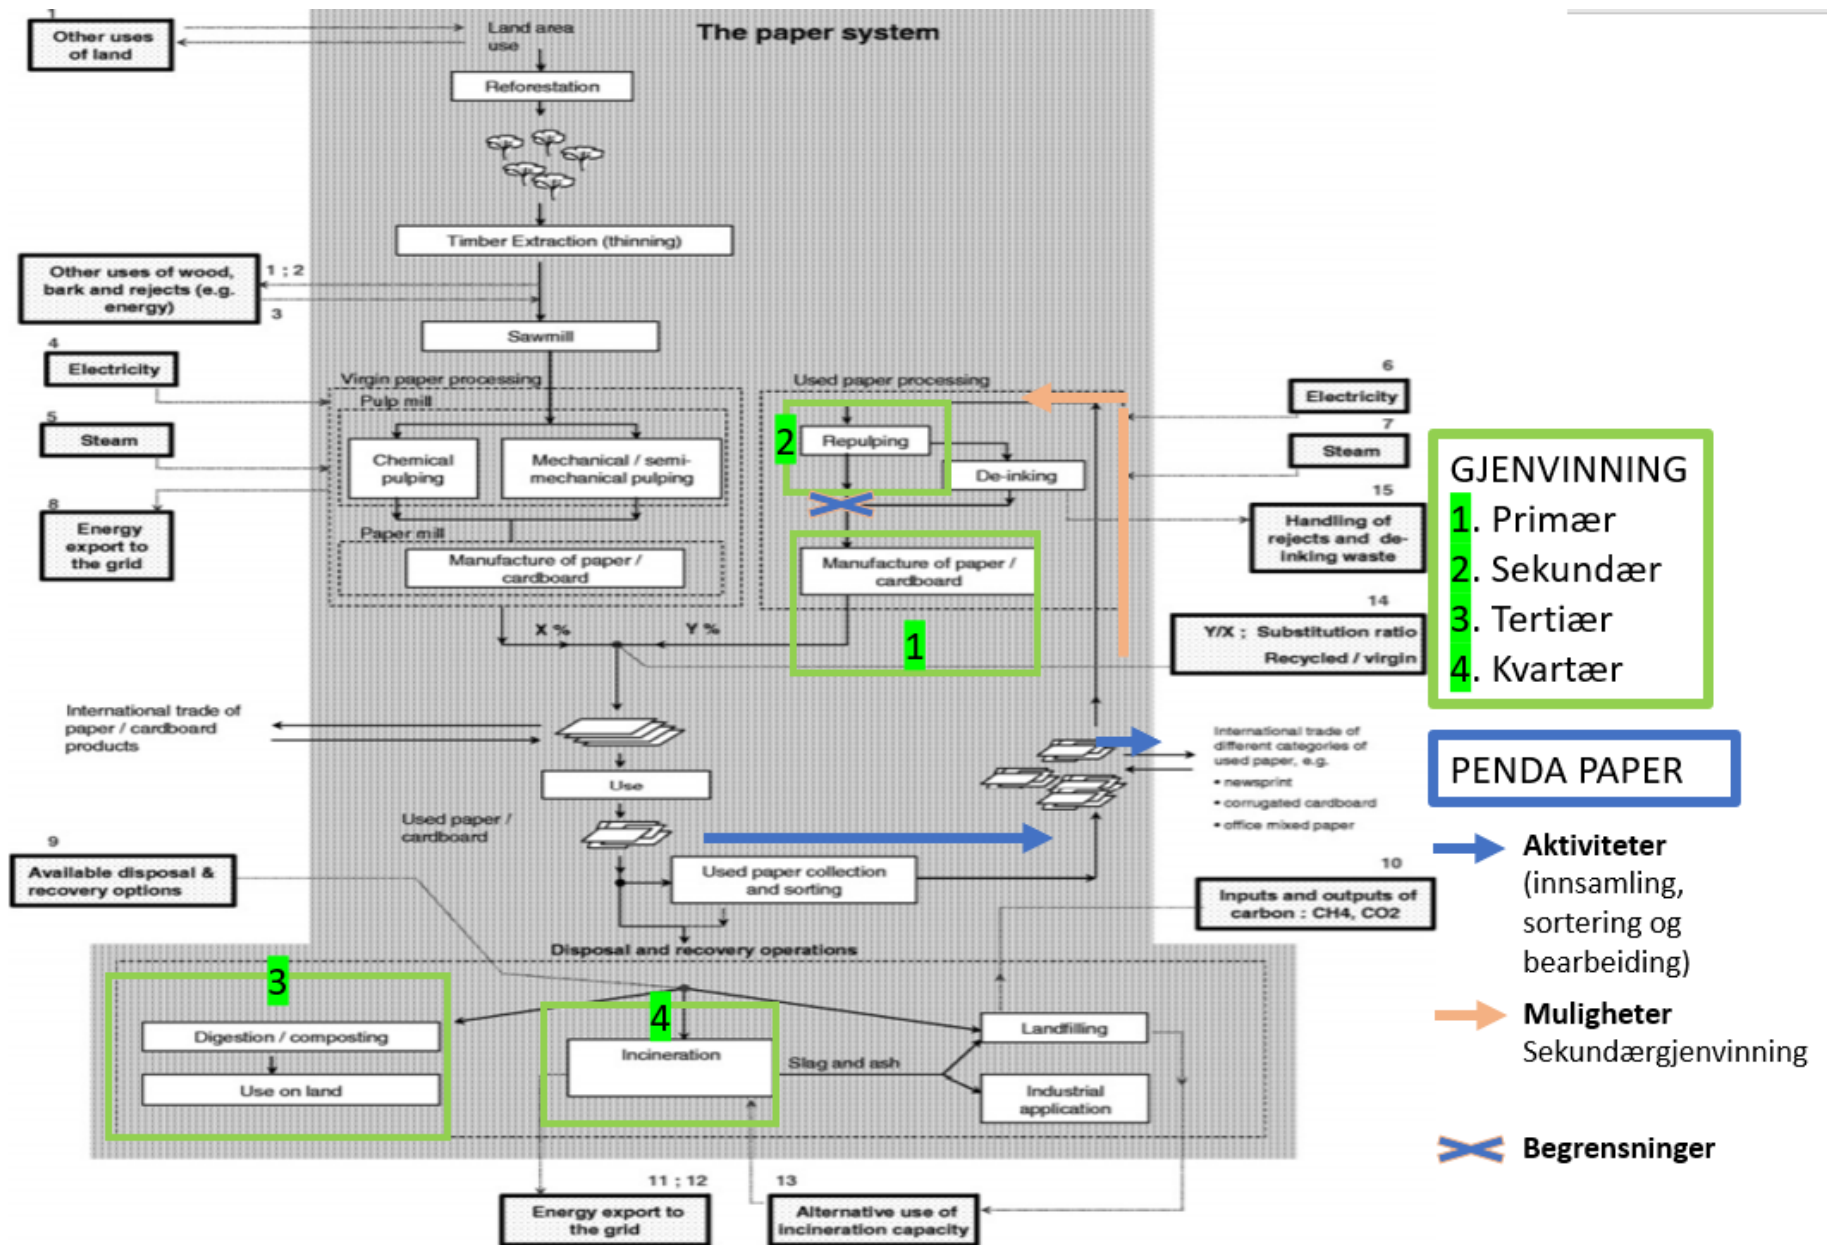 The paper system
1
Other uses
of land
Land area
use
Reforestation
Timber Extraction (thinning)
Other uses of wood,
bark and rejects (e.g.
energy)
1 ; 2
3
Sawmill
4
Electricity
5
Steam
8
Energy
export to
the grid
Virgin paper processing
Pulp mill
Chemical
pulping
Mechanical / semi-
mechanical pulping
Paper mill
Manufacture of paper /
cardboard
Used paper processing
2
Repulping
De-inking
Manufacture of paper /
cardboard
1
X %
Y %
6
Electricity
7
Steam
15
Handling of
rejects and de-
inking waste
14
Y/X ; Substitution ratio
Recycled / virgin
GJENVINNING
1. Primær
2. Sekundær
3. Tertiær
4. Kvartær
International trade of
paper / cardboard
products
Use
Used paper /
cardboard
Used paper collection
and sorting
International trade of
different categories of
used paper, e.g.
• newsprint
• corrugated cardboard
• office mixed paper
PENDA PAPER
Aktiviteter
(innsamling,
sortering og
bearbeiding)
Muligheter
Sekundærgjenvinning
Begrensninger
9
Available disposal &
recovery options
10
Inputs and outputs of
carbon : CH4, CO2
Disposal and recovery operations
3
Digestion / composting
Use on land
4
Incineration
Slag and ash
Landfilling
Industrial
application
11 ; 12
Energy export to
the grid
13
Alternative use of
incineration capacity